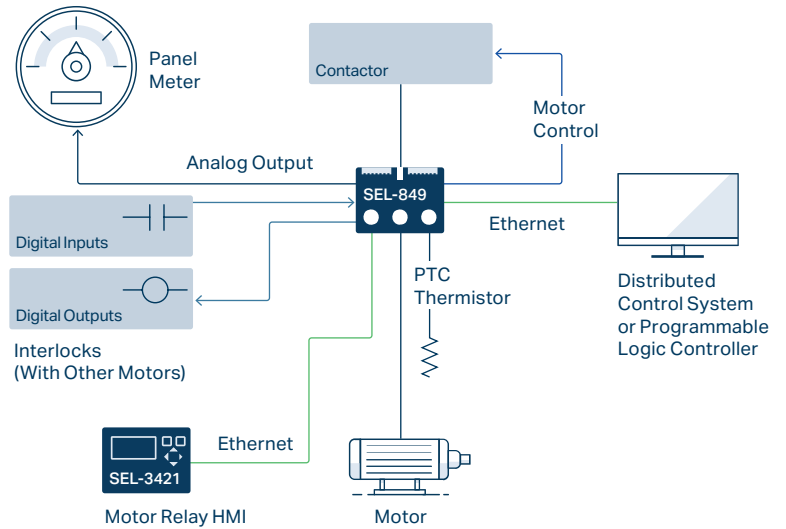 Panel
Meter
Contactor
Motor
Control
Analog Output
SEL-849
Ethernet
Digital Inputs
Digital Outputs
PTC
Thermistor
Distributed
Control System
or Programmable
Logic Controller
Interlocks
(With Other Motors)
Ethernet
SEL-3421
Motor Relay HMI
Motor